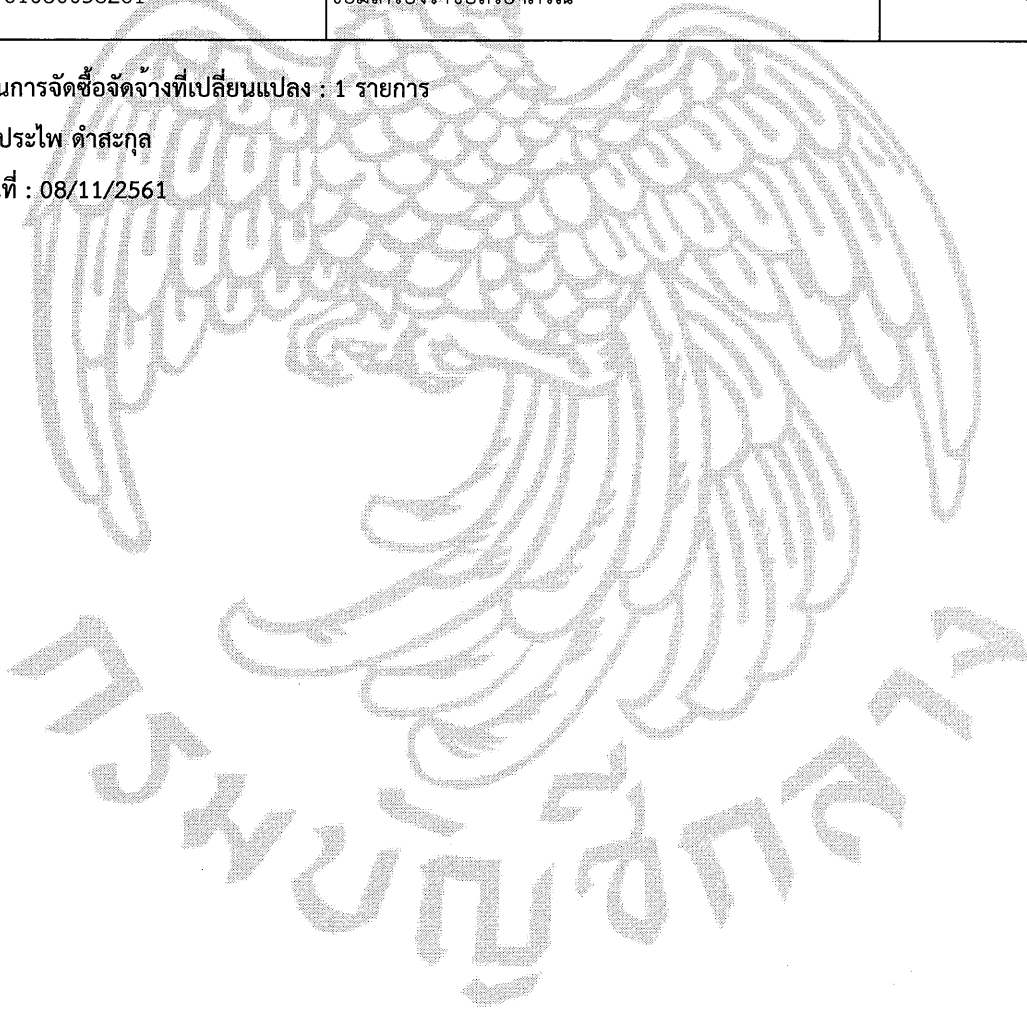 นการจัดซื้อจัดจ้างที่เปลี่ยนแปลง : 1 รายการ
ประไพ ดำสะกุล
ที่ : 08/11/2561
กรมบัญชีกลาง